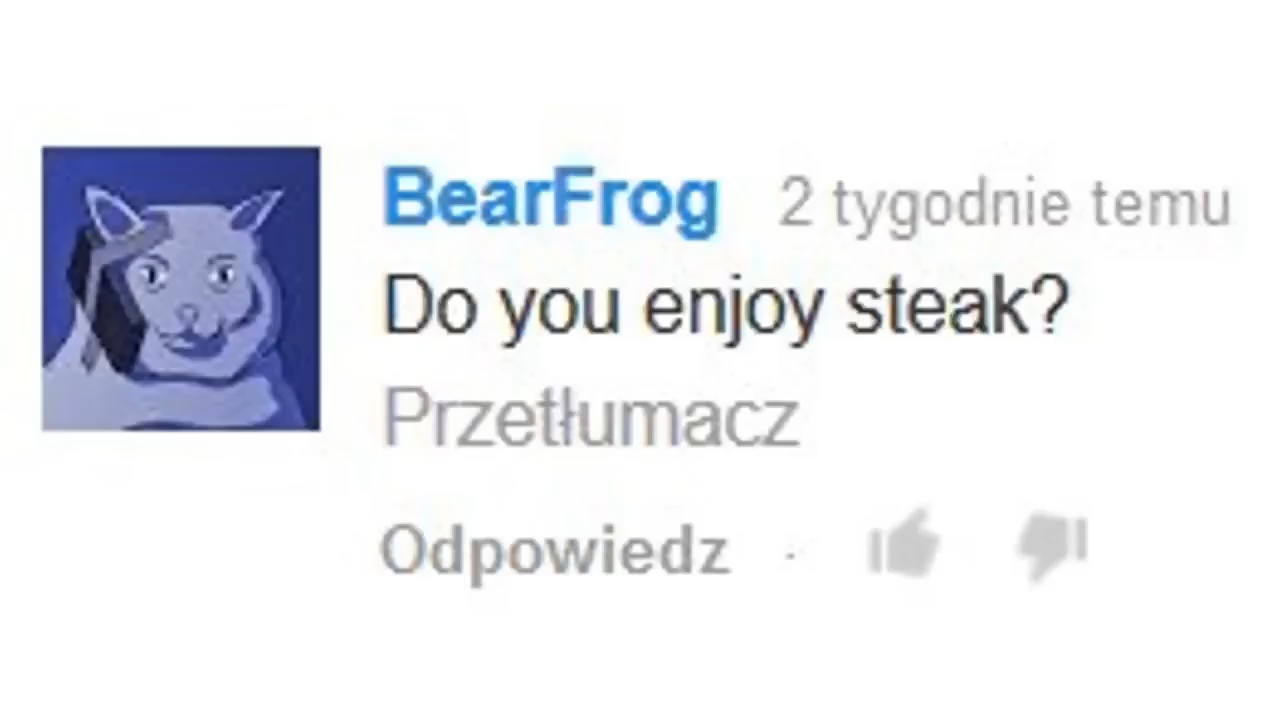 BearFrog 2 tygodnie temu
Do you enjoy steak?
Przetłumacz
Odpowiedz ·